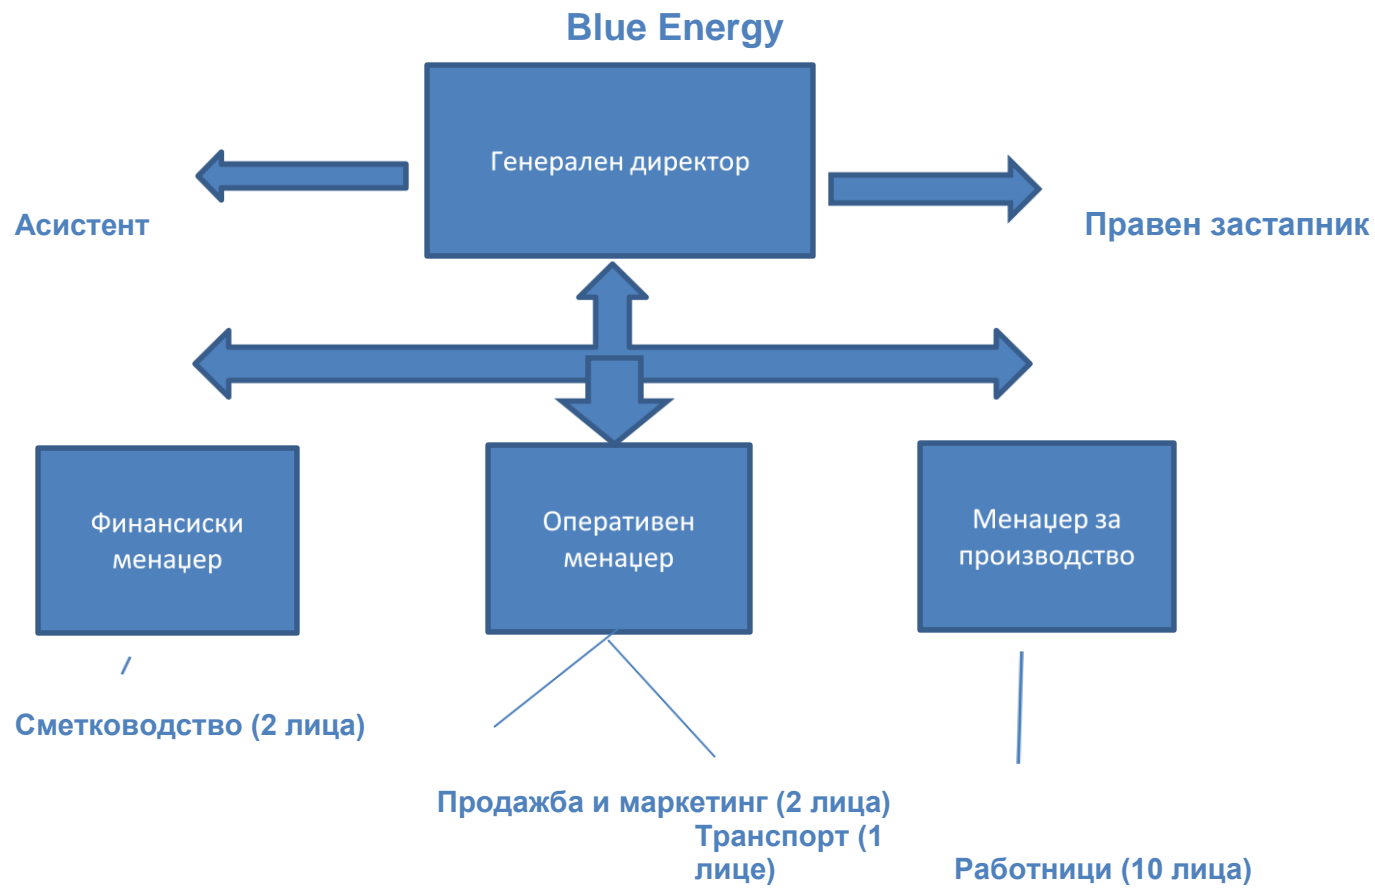 Blue Energy
Генерален директор
Асистент
Правен застапник
Финансиски
менаџер
Оперативен
менаџер
Менаџер за
производство
Сметководство (2 лица)
Продажба и маркетинг (2 лица)
Транспорт (1
лице)
Работници (10 лица)